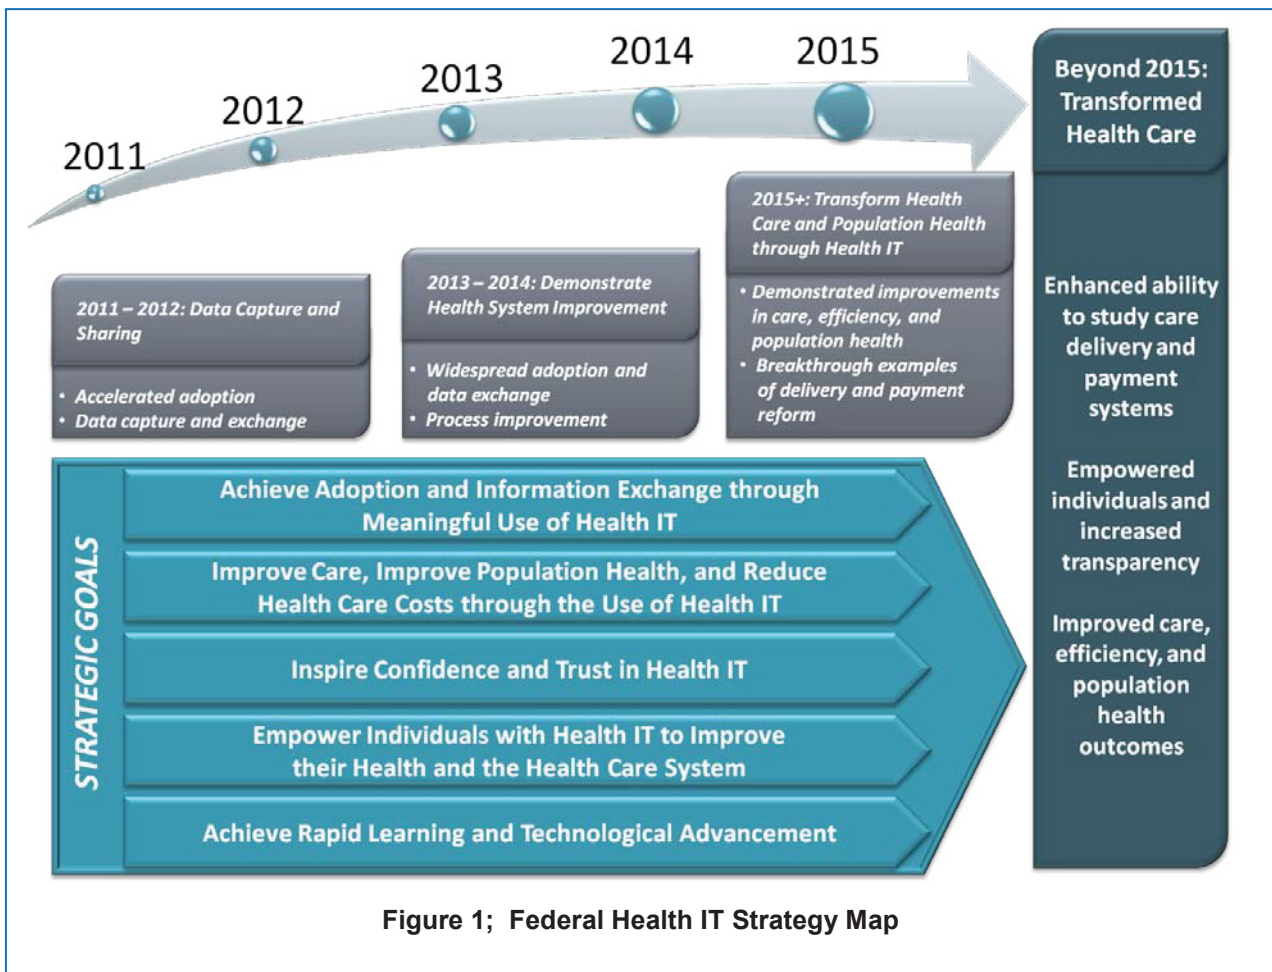 2011
2012
2013
2014
2015
Beyond 2015:
Transformed
Health Care
2011 – 2012: Data Capture and
Sharing
• Accelerated adoption
• Data capture and exchange
2013 – 2014: Demonstrate
Health System Improvement
• Widespread adoption and
data exchange
• Process improvement
2015+: Transform Health
Care and Population Health
through Health IT
• Demonstrated improvements
in care, efficiency, and
population health
• Breakthrough examples
of delivery and payment
reform
Enhanced ability
to study care
delivery and
payment
systems
Empowered
individuals and
increased
transparency
Improved care,
efficiency, and
population
health
outcomes
STRATEGIC GOALS
Achieve Adoption and Information Exchange through
Meaningful Use of Health IT
Improve Care, Improve Population Health, and Reduce
Health Care Costs through the Use of Health IT
Inspire Confidence and Trust in Health IT
Empower Individuals with Health IT to Improve
their Health and the Health Care System
Achieve Rapid Learning and Technological Advancement
Figure 1;  Federal Health IT Strategy Map